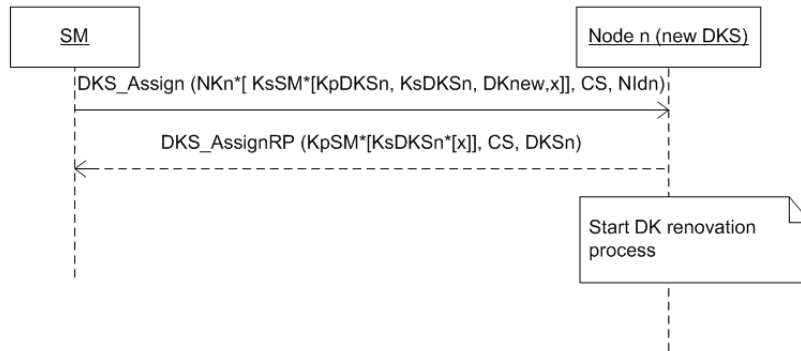 SM
Node n (new DKS)
DKS_Assign (NKn*[ KsSM*[KpDKSn, KsDKSn, DKnew,x]], CS, NIdn)
DKS_AssignRP (KpSM*[KsDKSn*[x]], CS, DKSn)
Start DK renovation
process